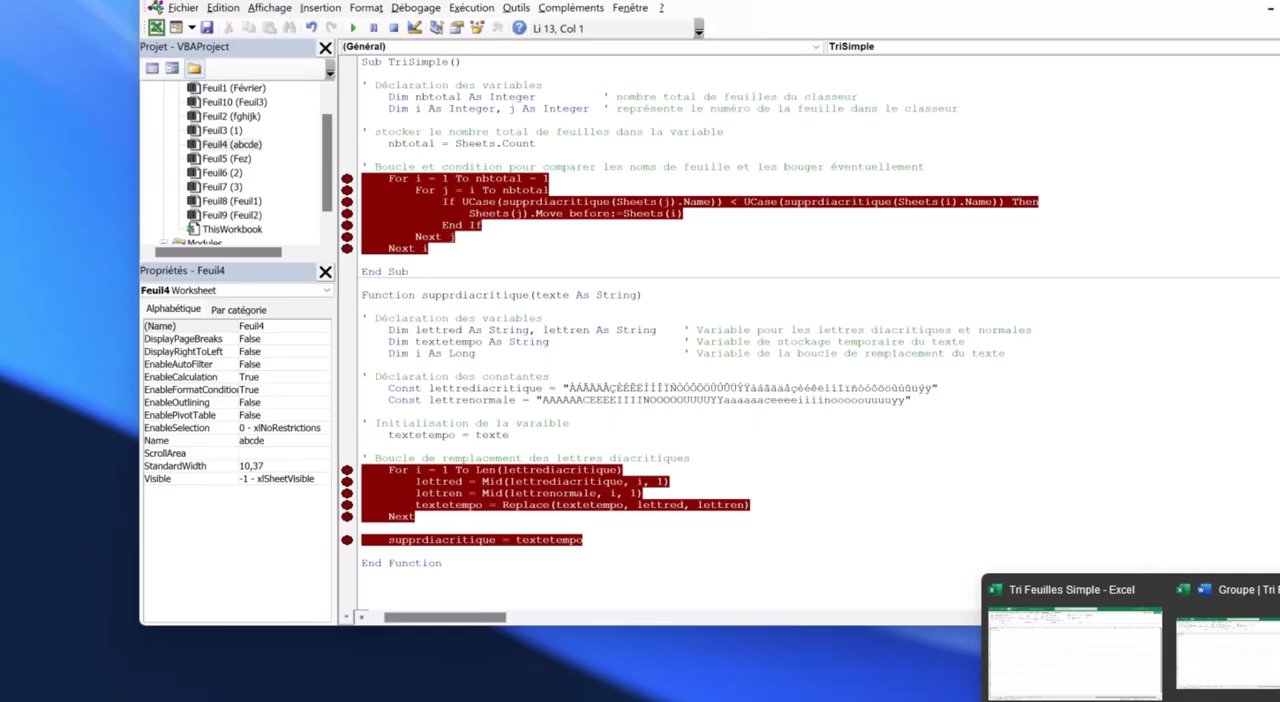 Fichier Edition Affichage Insertion Format Débogage Exécution Outils Compléments Fenêtre ?
Li 13, Col 1
Projet - VBAProject
(Général) TriSimple
Feuil1 (Février)
Feuil10 (Feuil3)
Feuil2 (fghijk)
Feuil3 (1)
Feuil4 (abcde)
Feuil5 (Fez)
Feuil6 (2)
Feuil7 (3)
Feuil8 (Feuil1)
Feuil9 (Feuil2)
ThisWorkbook
Modules
Propriétés - Feuil4
Feuil4 Worksheet
Alphabétique Par catégorie
(Name) Feuil4
DisplayPageBreaks False
DisplayRightToLeft False
EnableAutoFilter False
EnableCalculation True
EnableFormatConditio True
EnableOutlining False
EnablePivotTable False
EnableSelection 0 - xlNoRestrictions
Name abcde
ScrollArea
StandardWidth 10,37
Visible -1 - xlSheetVisible
Sub TriSimple()
' Déclaration des variables
Dim nbtotal As Integer ' nombre total de feuilles du classeur
Dim i As Integer, j As Integer ' représente le numéro de la feuille dans le classeur
' stocker le nombre total de feuilles dans la variable
nbtotal = Sheets.Count
' Boucle et condition pour comparer les noms de feuille et les bouger éventuellement
For i = 1 To nbtotal - 1
For j = i To nbtotal
If UCase(supprdiacritique(Sheets(j).Name)) < UCase(supprdiacritique(Sheets(i).Name)) Then
Sheets(j).Move before:=Sheets(i)
End If
Next j
Next i
End Sub
Function supprdiacritique(texte As String)
' Déclaration des variables
Dim lettred As String, lettren As String ' Variable pour les lettres diacritiques et normales
Dim textetempo As String ' Variable de stockage temporaire du texte
Dim i As Long ' Variable de la boucle de remplacement du texte
' Déclaration des constantes
Const lettrediacritique =
Const lettrenormale =
' Initialisation de la varaible
textetempo = texte
' Boucle de remplacement des lettres diacritiques
For i = 1 To Len(lettrediacritique)
lettred = Mid(lettrediacritique, i, 1)
lettren = Mid(lettrenormale, i, 1)
textetempo = Replace(textetempo, lettred, lettren)
Next
supprdiacritique = textetempo
End Function
Tri Feuilles Simple - Excel
Groupe | Tri